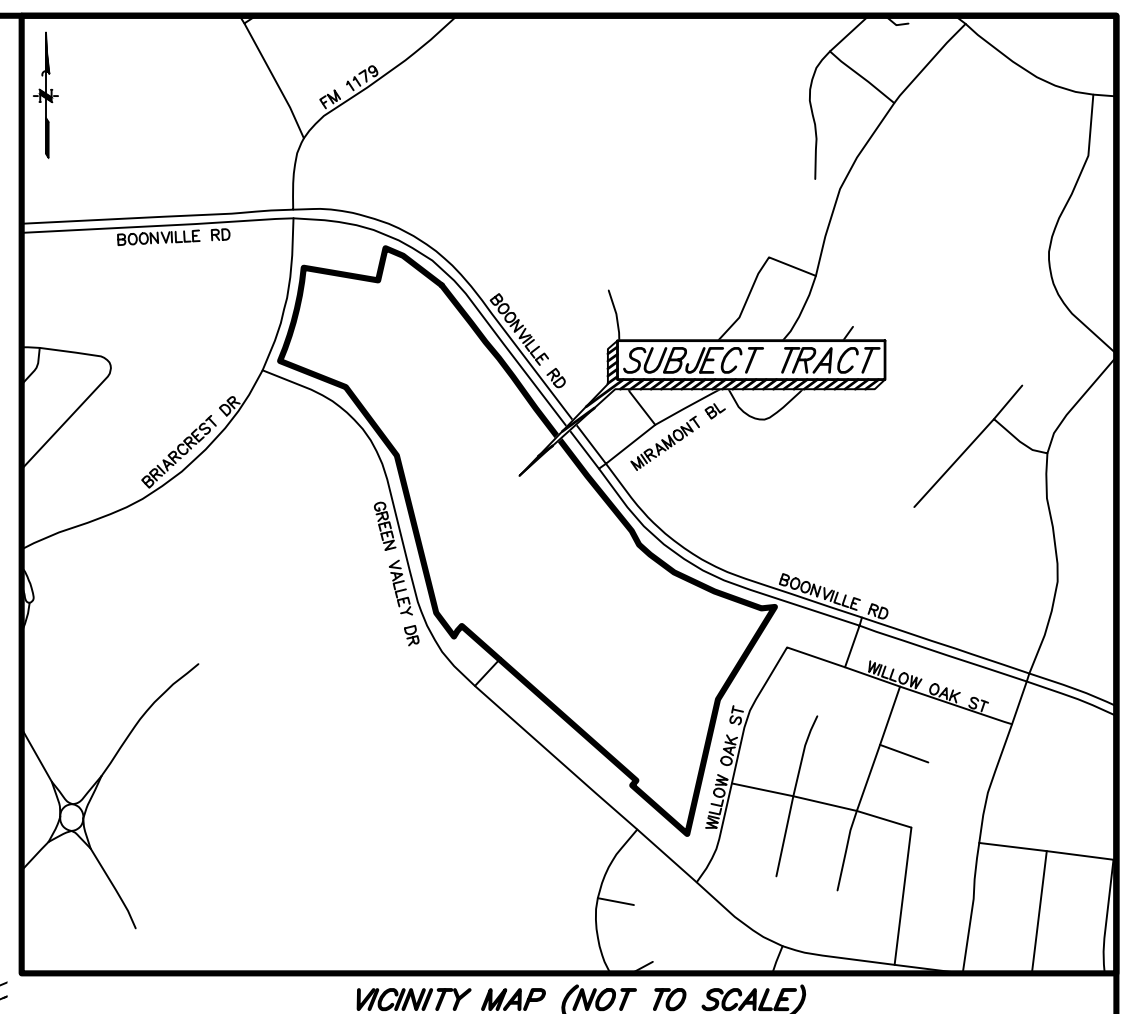 N
FM 1179
BOONVILLE RD
BOONVILLE RD
SUBJECT TRACT
MIRAMONT BL
BRIARCREST DR
GREEN VALLEY DR
BOONVILLE RD
WILLOW OAK ST
WILLOW OAK ST
VICINITY MAP (NOT TO SCALE)